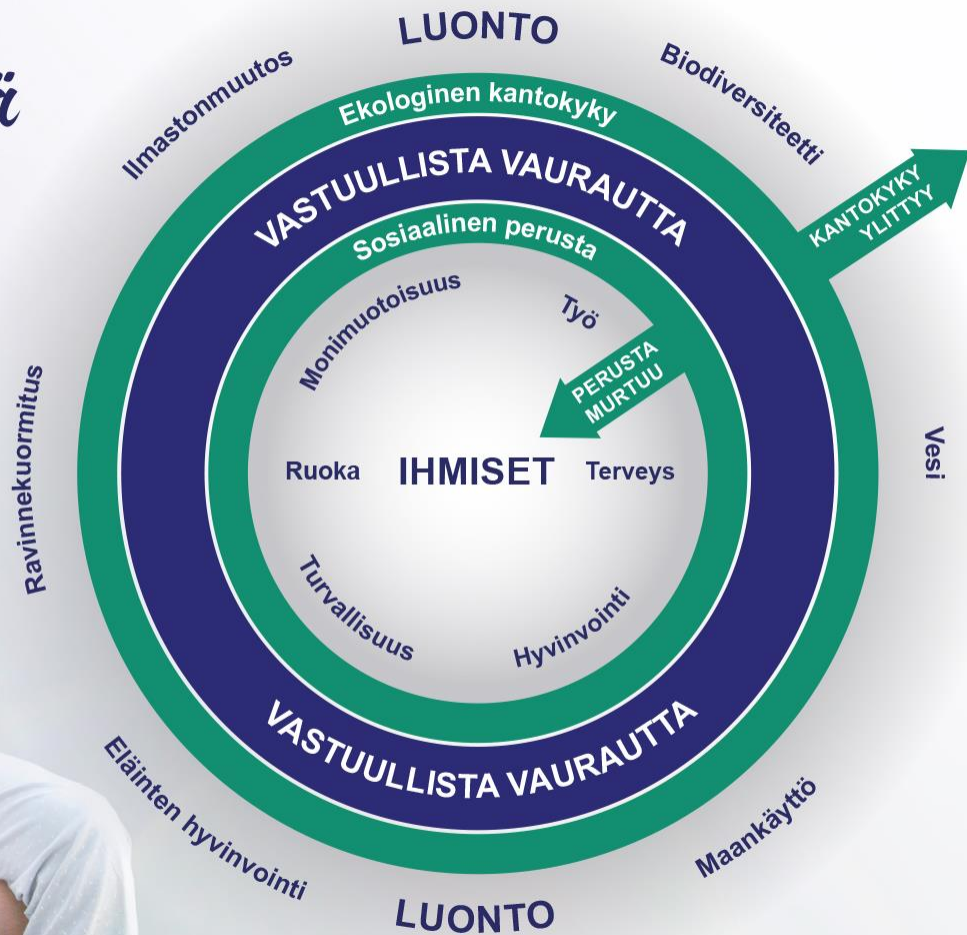 LUONTO
Ilmastonmuutos
Biodiversiteetti
Ekologinen kantokyky
VASTUULLISTA VAURAUTTA
Sosiaalinen perusta
KANTOKYKY
YLITTYY
Monimuotoisuus
Työ
PERUSTA
MURTUU
Ravinnekuormitus
Ruoka
IHMISET
Terveys
Vesi
Turvallisuus
Hyvinvointi
VASTUULLISTA VAURAUTTA
Eläinten hyvinvointi
Maankäyttö
LUONTO